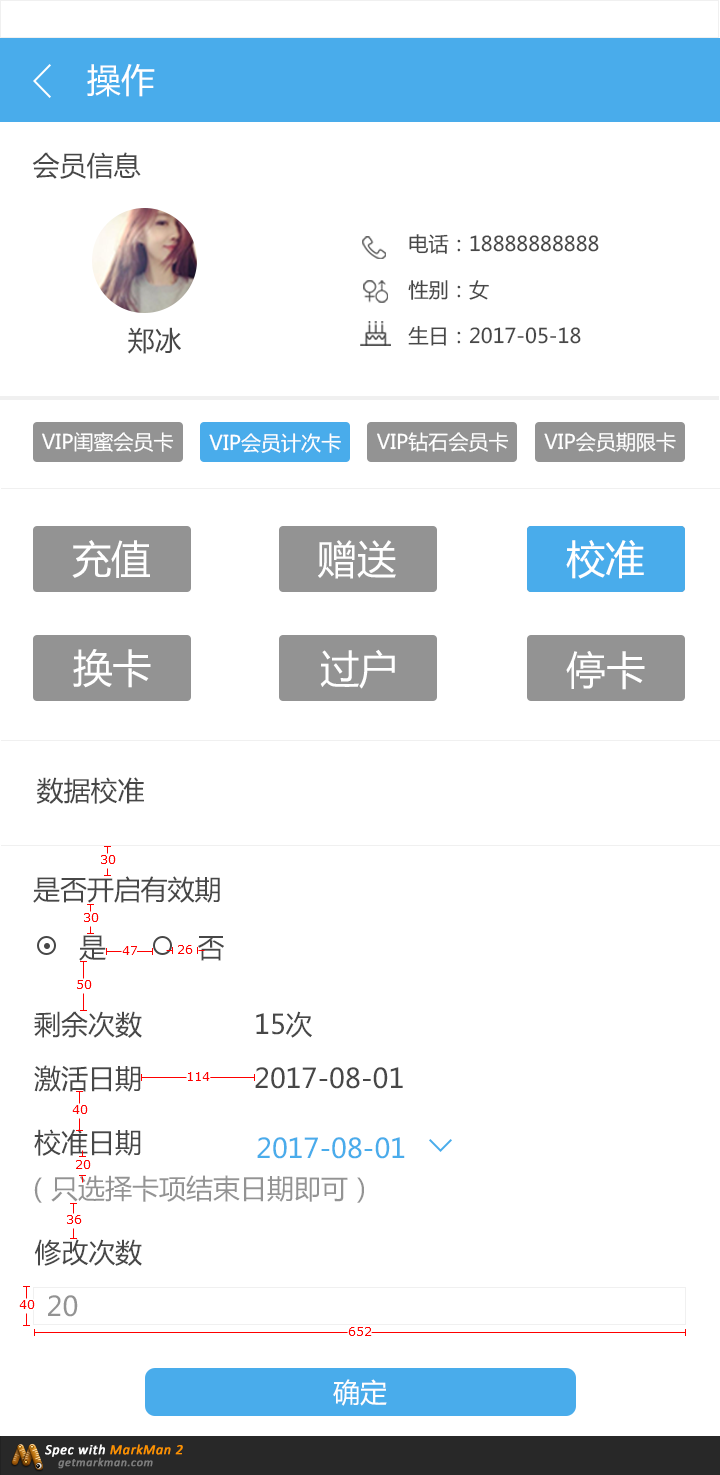 操作
会员信息
电话：18888888888
性别：女
郑冰
生日：2017-05-18
VIP闺蜜会员卡 VIP会员计次卡 VIP钻石会员卡 VIP会员期限卡
充值 赠送 校准
换卡 过户 停卡
数据校准
30
是否开启有效期
30
是 47 26 否
50
剩余次数 15次
激活日期 114 2017-08-01
40
校准日期 2017-08-01
20
（只选择卡项结束日期即可）
36
修改次数
40 20
652
确定
Spec with MarkMan 2
getmarkman.com